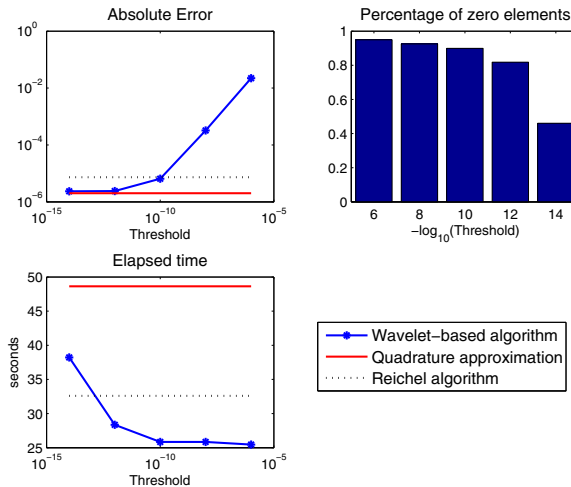 Absolute Error
10^0
10^-2
10^-4
10^-6
10^-15
10^-10
10^-5
Threshold
Percentage of zero elements
1
0.8
0.6
0.4
0.2
0
6
8
10
12
14
-log_10(Threshold)
Elapsed time
seconds
50
45
40
35
30
25
10^-15
10^-10
10^-5
Threshold
Wavelet-based algorithm
Quadrature approximation
Reichel algorithm